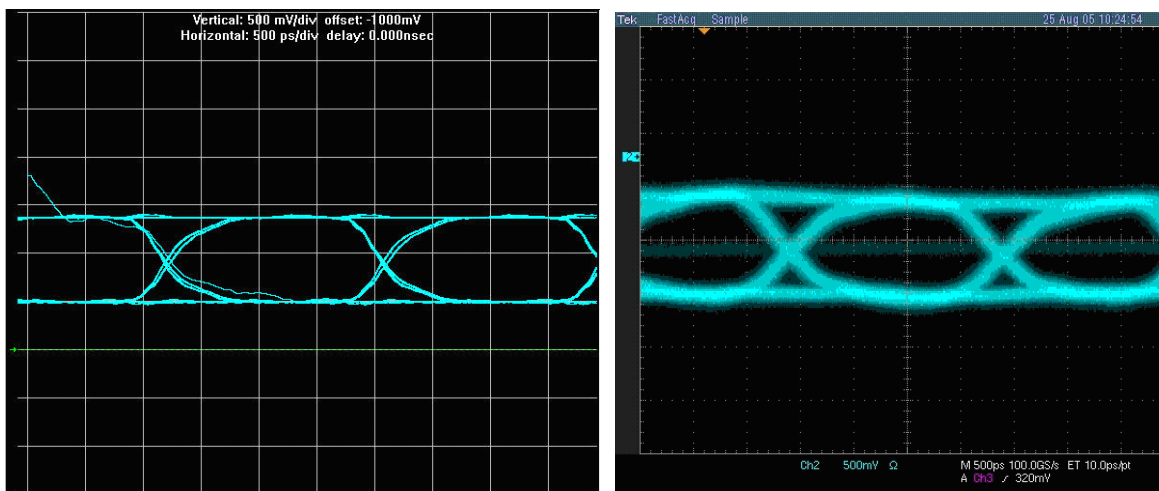 Vertical: 500 mV/div offset: -1000mV
Horizontal: 500 ps/div delay: 0.000nsec
Tek FastAcq Sample 25 Aug 05 10:24:54
Ch2 500mV Ω M 500ps 100.0GS/s ET 10.0ps/pt
A Ch3 ∫ 320mV